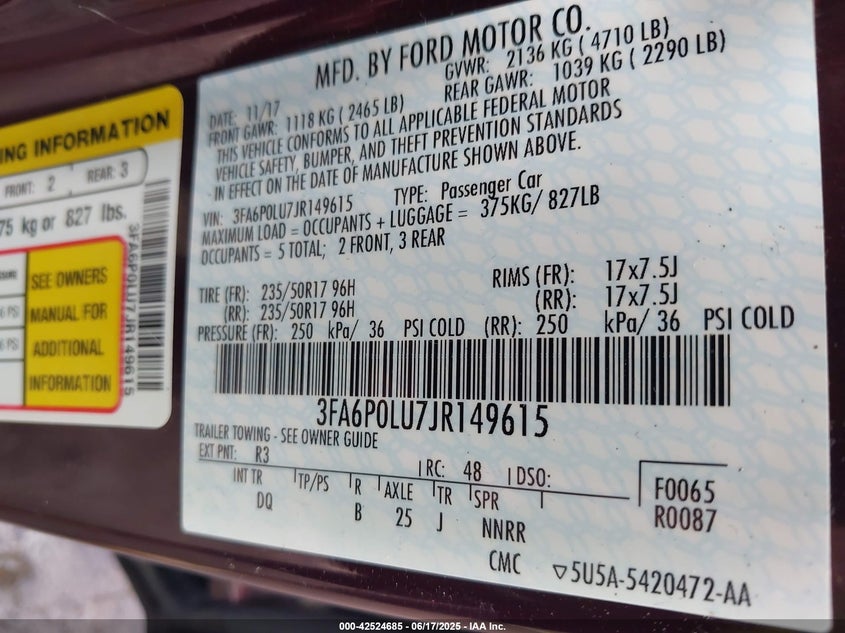 NG INFORMATION
FRONT: 2 REAR: 3
75 kg or 827 lbs.
SEE OWNERS
MANUAL FOR
ADDITIONAL
INFORMATION
3FA6P0LU7JR149615
MFD. BY FORD MOTOR CO.
DATE: 11/17 GVWR: 2136 KG ( 4710 LB)
FRONT GAWR: 1118 KG ( 2465 LB) REAR GAWR: 1039 KG ( 2290 LB)
THIS VEHICLE CONFORMS TO ALL APPLICABLE FEDERAL MOTOR
VEHICLE SAFETY, BUMPER, AND THEFT PREVENTION STANDARDS
IN EFFECT ON THE DATE OF MANUFACTURE SHOWN ABOVE.
VIN: 3FA6P0LU7JR149615 TYPE: Passenger Car
MAXIMUM LOAD = OCCUPANTS + LUGGAGE = 375KG/ 827LB
OCCUPANTS = 5 TOTAL; 2 FRONT, 3 REAR
TIRE (FR): 235/50R17 96H RIMS (FR): 17x7.5J
(RR): 235/50R17 96H (RR): 17x7.5J
PRESSURE (FR): 250 kPa/ 36 PSI COLD (RR): 250 kPa/ 36 PSI COLD
3FA6P0LU7JR149615
TRAILER TOWING - SEE OWNER GUIDE
EXT PNT: R3 RC: 48 DSO:
INT TR TP/PS R AXLE TR SPR F0065
DQ B 25 J NNRR R0087
CMC ▽5U5A-5420472-AA
000-42524685 - 06/17/2025 - IAA Inc.